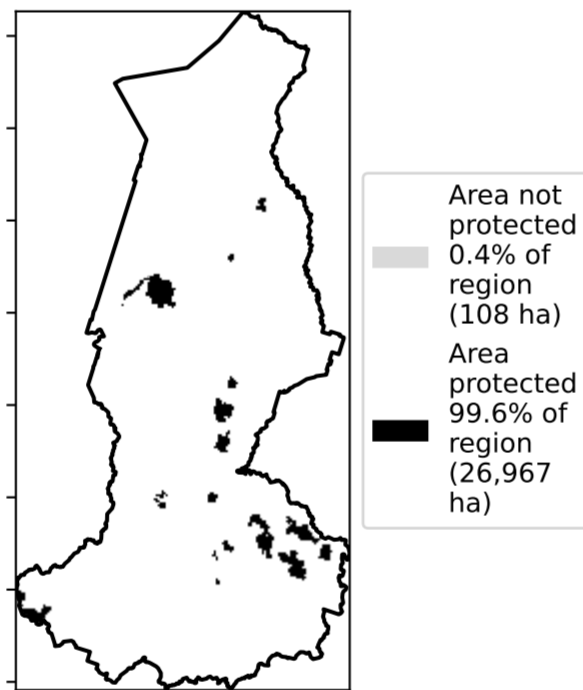 Area not
protected
0.4% of
region
(108 ha)
Area
protected
99.6% of
region
(26,967
ha)